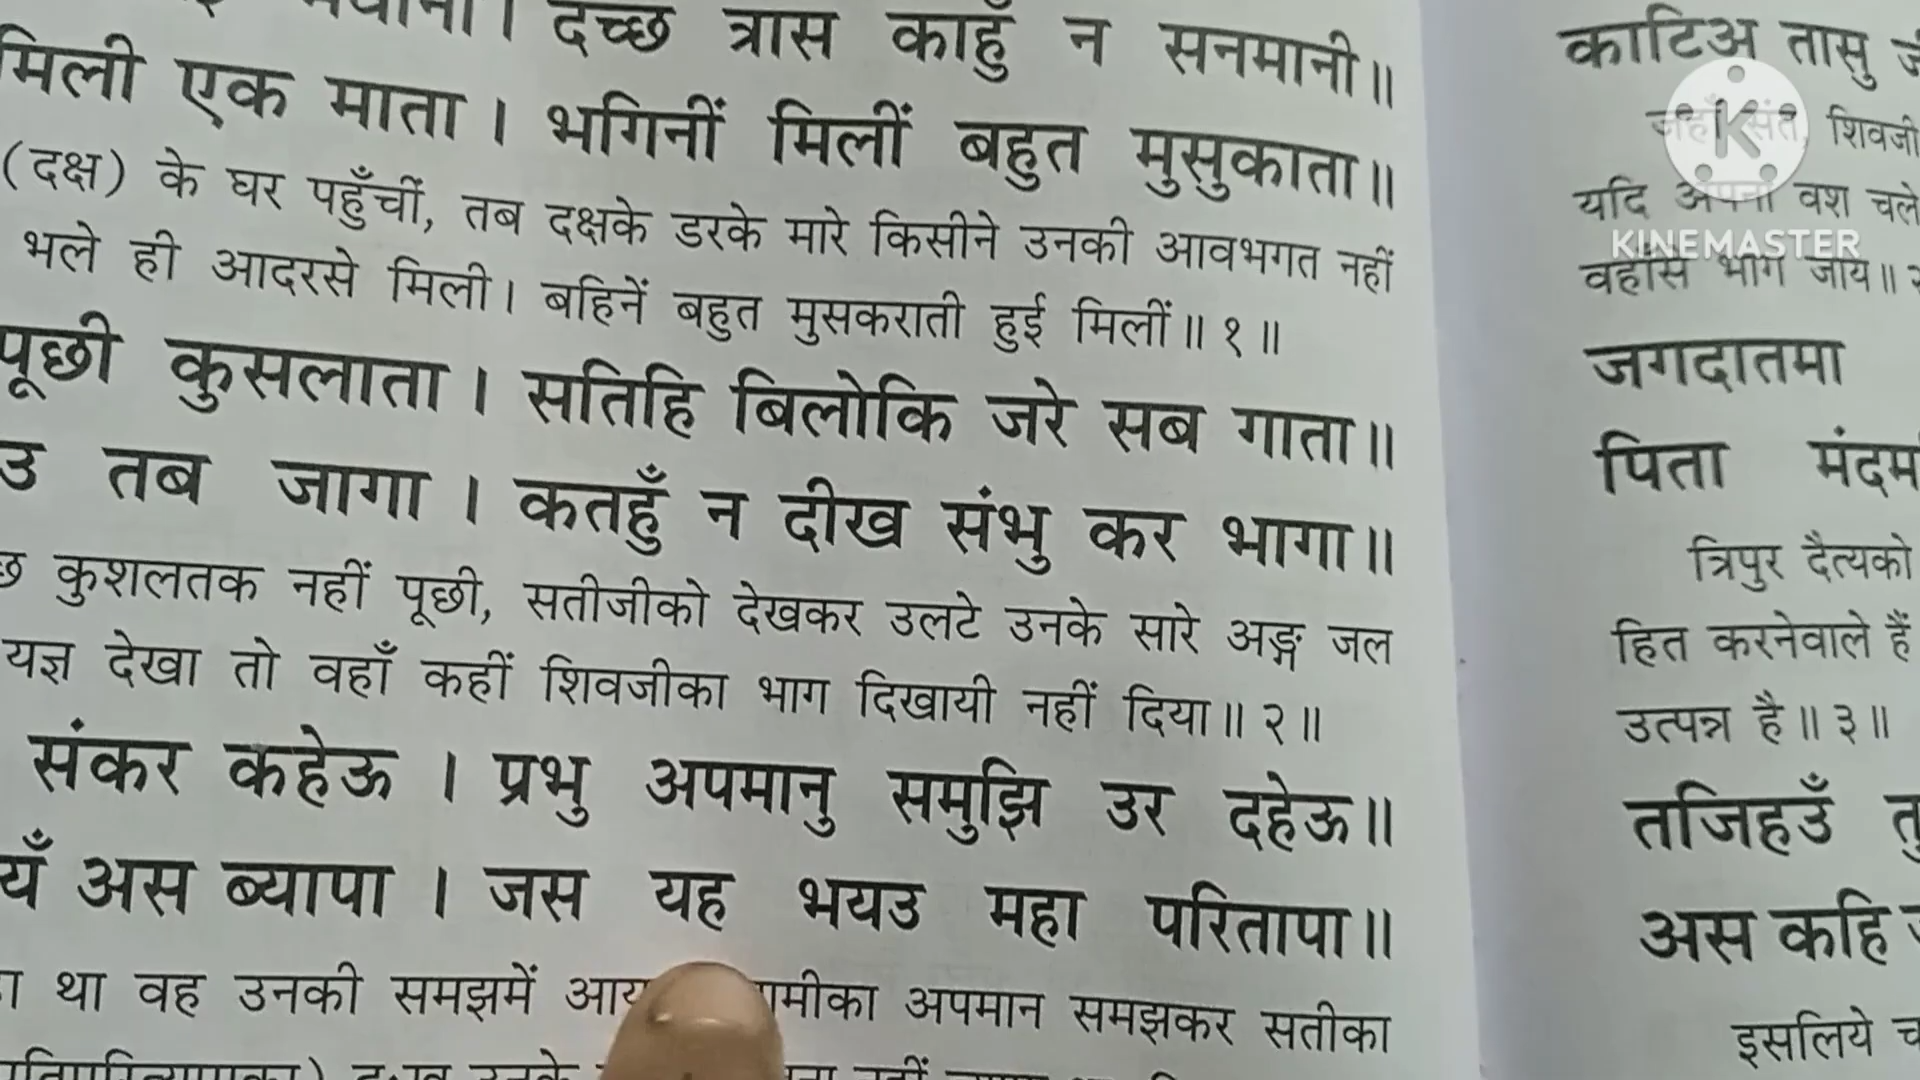 दच्छ त्रास काहुँ न सनमानी॥
मिली एक माता। भगिनीं मिलीं बहुत मुसुकाता॥
(दक्ष) के घर पहुँचीं, तब दक्षके डरके मारे किसीने उनकी आवभगत नहीं
भले ही आदरसे मिली। बहिनें बहुत मुसकराती हुई मिलीं॥ १॥
पूछी कुसलाता। सतिहि बिलोकि जरे सब गाता॥
उ तब जागा। कतहुँ न दीख संभु कर भागा॥
छ कुशलतक नहीं पूछी, सतीजीको देखकर उलटे उनके सारे अङ्ग जल
यज्ञ देखा तो वहाँ कहीं शिवजीका भाग दिखायी नहीं दिया॥ २॥
संकर कहेऊ। प्रभु अपमानु समुझि उर दहेऊ॥
यँ अस ब्यापा। जस यह भयउ महा परितापा॥
था वह उनकी समझमें अपमान समझकर सतीका
काटिअ तासु
संत, शिवजी
यदि अपना वश चले
वहाँसे भाग जाय॥
जगदातमा
पिता
त्रिपुर दैत्यको
हित करनेवाले हैं
उत्पन्न है॥ ३॥
तजिहउँ
अस कहि
इसलिये
KINEMASTER